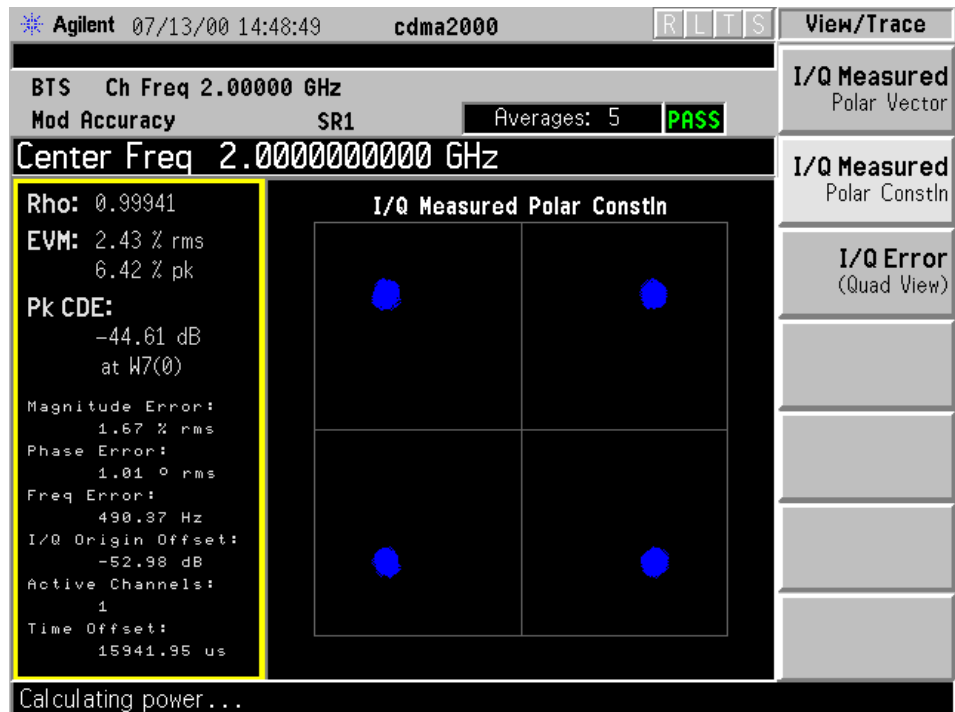 Agilent 07/13/00 14:48:49 cdma2000 R L T S View/Trace
BTS Ch Freq 2.00000 GHz
Mod Accuracy SR1 Averages: 5 PASS
Center Freq 2.0000000000 GHz
Rho: 0.99941
EVM: 2.43 % rms
6.42 % pk
Pk CDE:
-44.61 dB
at W7(0)
Magnitude Error:
1.67 % rms
Phase Error:
1.01 º rms
Freq Error:
490.37 Hz
I/Q Origin Offset:
-52.98 dB
Active Channels:
1
Time Offset:
15941.95 us
I/Q Measured Polar Constln
I/Q Measured
Polar Vector
I/Q Measured
Polar Constln
I/Q Error
(Quad View)
Calculating power...